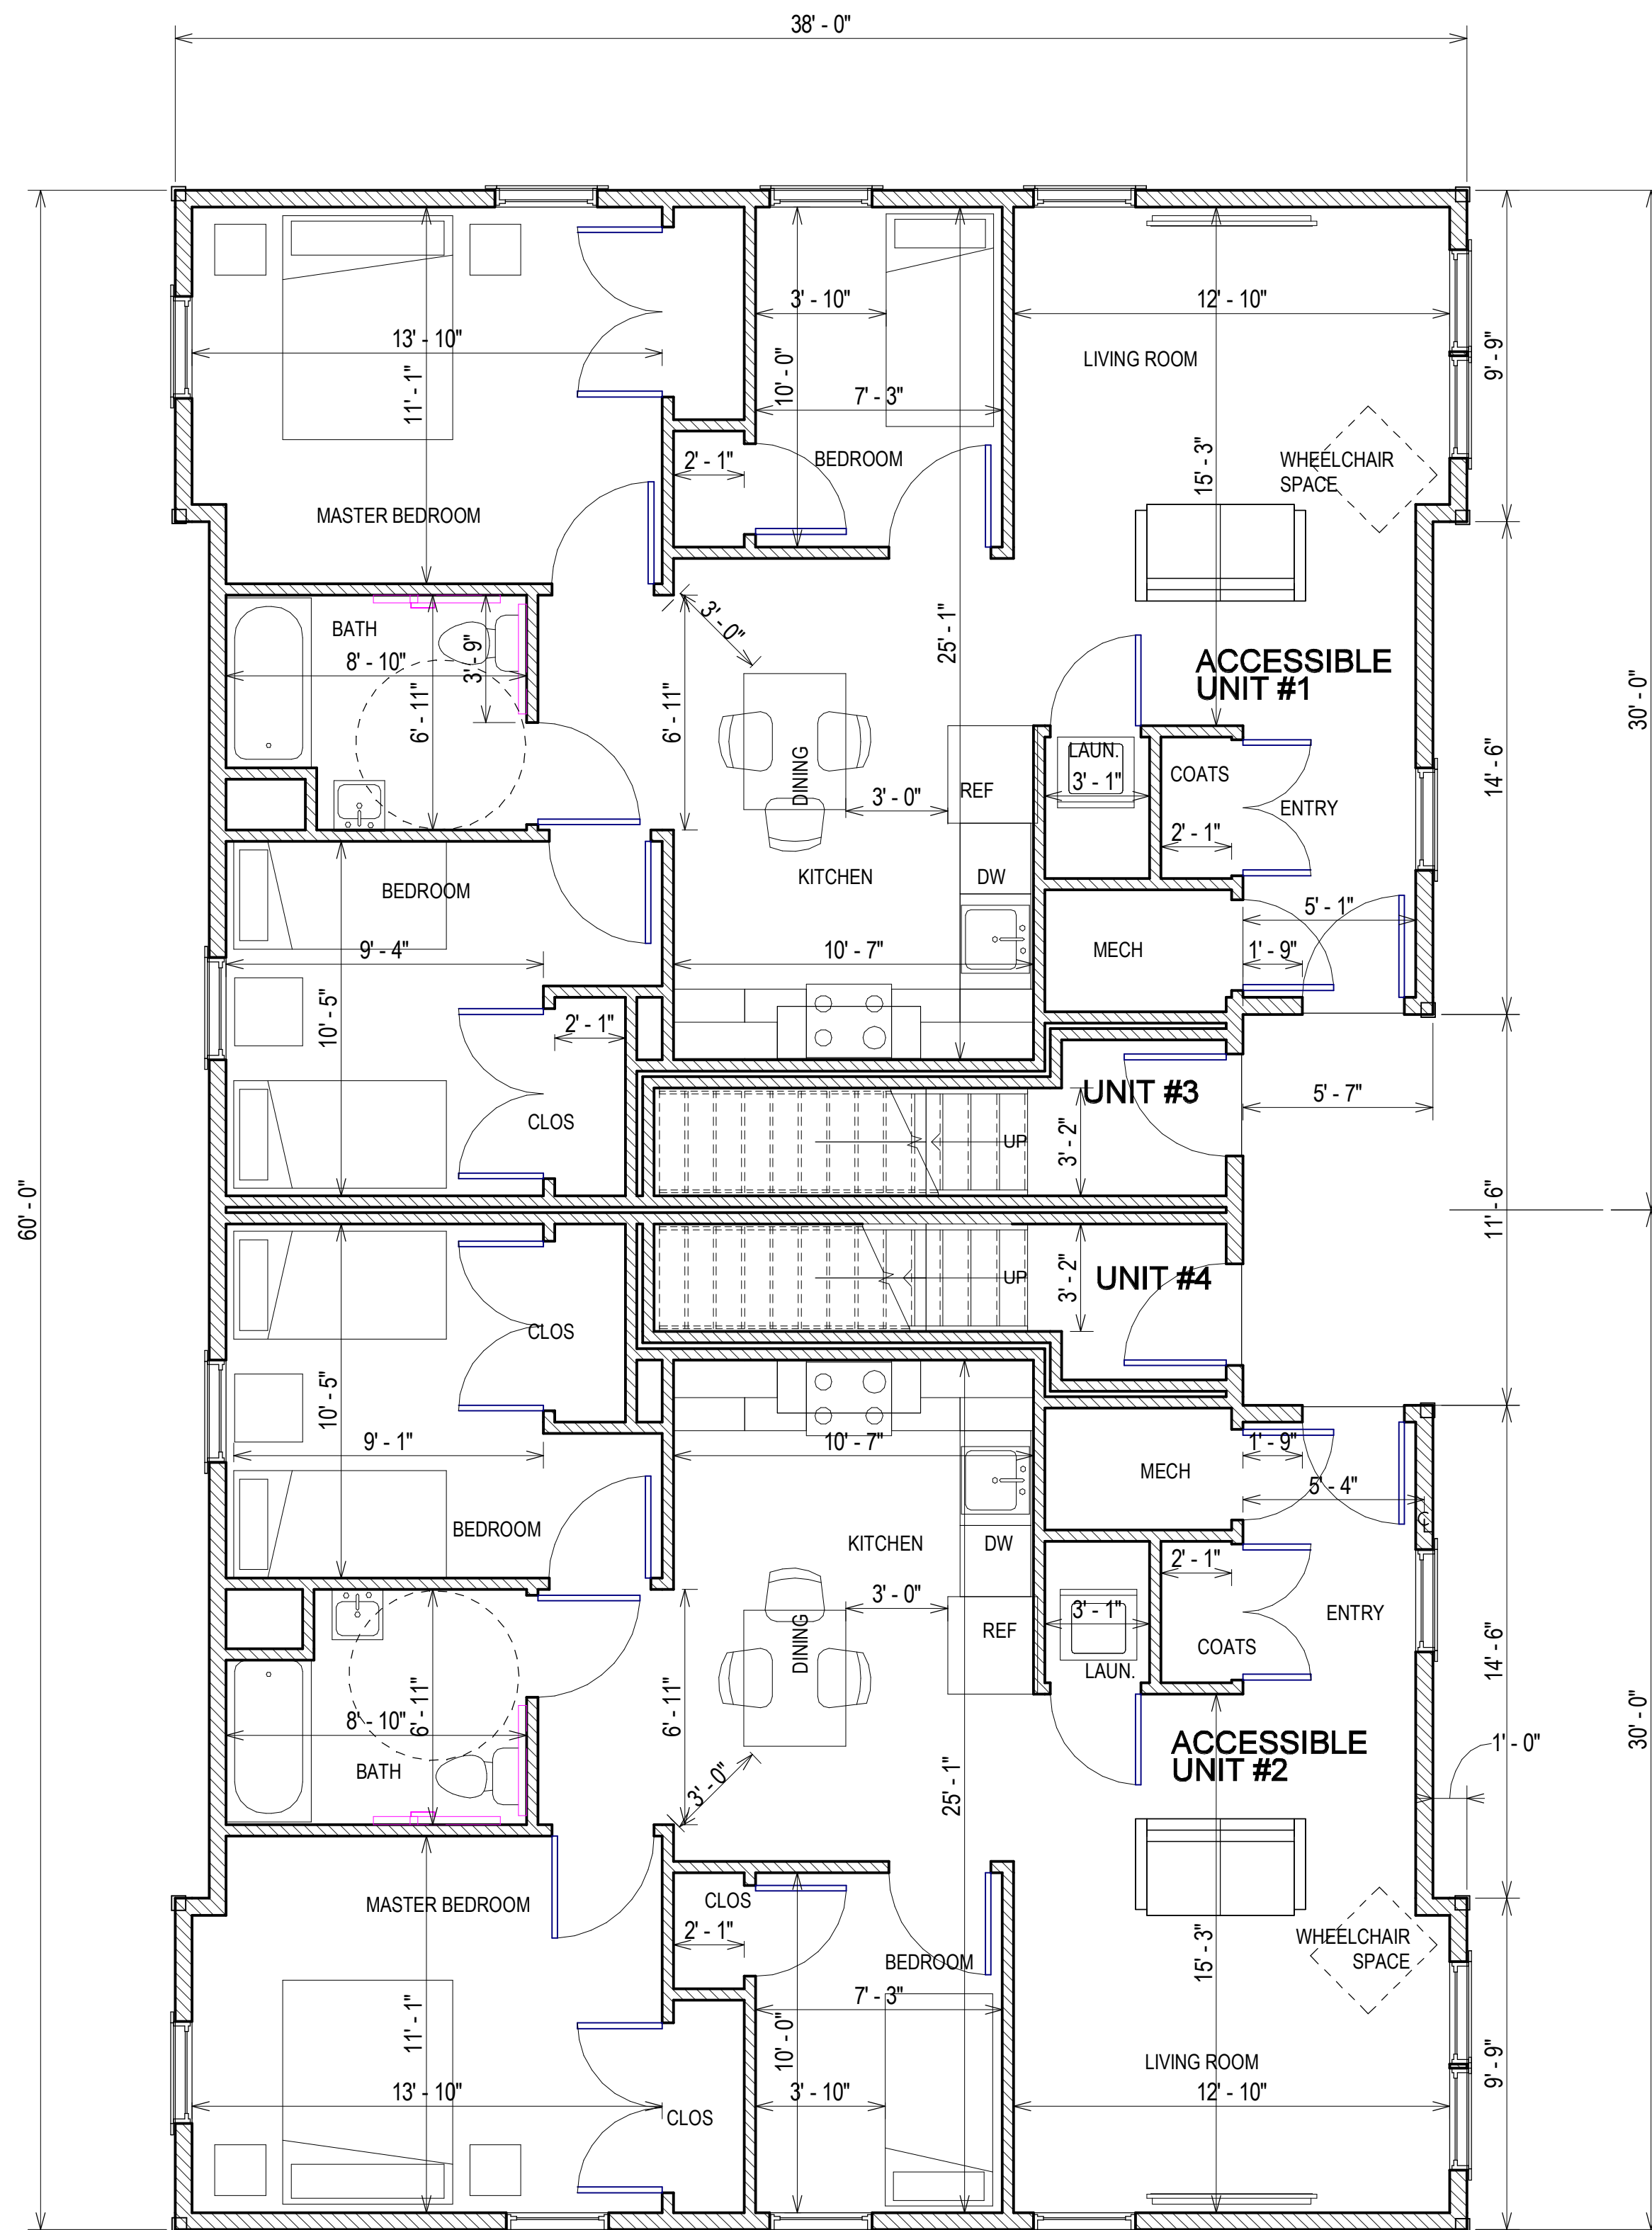 38' - 0"
3' - 10"
12' - 10"
13' - 10"
11' - 1"
10' - 0"
LIVING ROOM
9' - 9"
7' - 3"
BEDROOM
2' - 1"
15' - 3"
WHEELCHAIR
SPACE
MASTER BEDROOM
3' - 0"
BATH
8' - 10"
3' - 9"
6' - 11"
6' - 11"
25' - 1"
ACCESSIBLE
UNIT #1
30' - 0"
DINING
LAUN.
3' - 1"
COATS
14' - 6"
REF
3' - 0"
ENTRY
2' - 1"
KITCHEN
DW
BEDROOM
5' - 1"
9' - 4"
10' - 7"
MECH
1' - 9"
10' - 5"
2' - 1"
UNIT #3
5' - 7"
CLOS
3' - 2"
UP
60' - 0"
11' - 6"
3' - 2"
UP
UNIT #4
CLOS
10' - 5"
9' - 1"
10' - 7"
1' - 9"
MECH
5' - 4"
BEDROOM
KITCHEN
DW
2' - 1"
3' - 0"
3' - 1"
ENTRY
DINING
REF
COATS
14' - 6"
LAUN.
6' - 11"
6' - 11"
8' - 10"
ACCESSIBLE
UNIT #2
1' - 0"
30' - 0"
BATH
3' - 0"
25' - 1"
MASTER BEDROOM
CLOS
2' - 1"
WHEELCHAIR
SPACE
15' - 3"
BEDROOM
7' - 3"
11' - 1"
10' - 0"
LIVING ROOM
9' - 9"
13' - 10"
3' - 10"
12' - 10"
CLOS